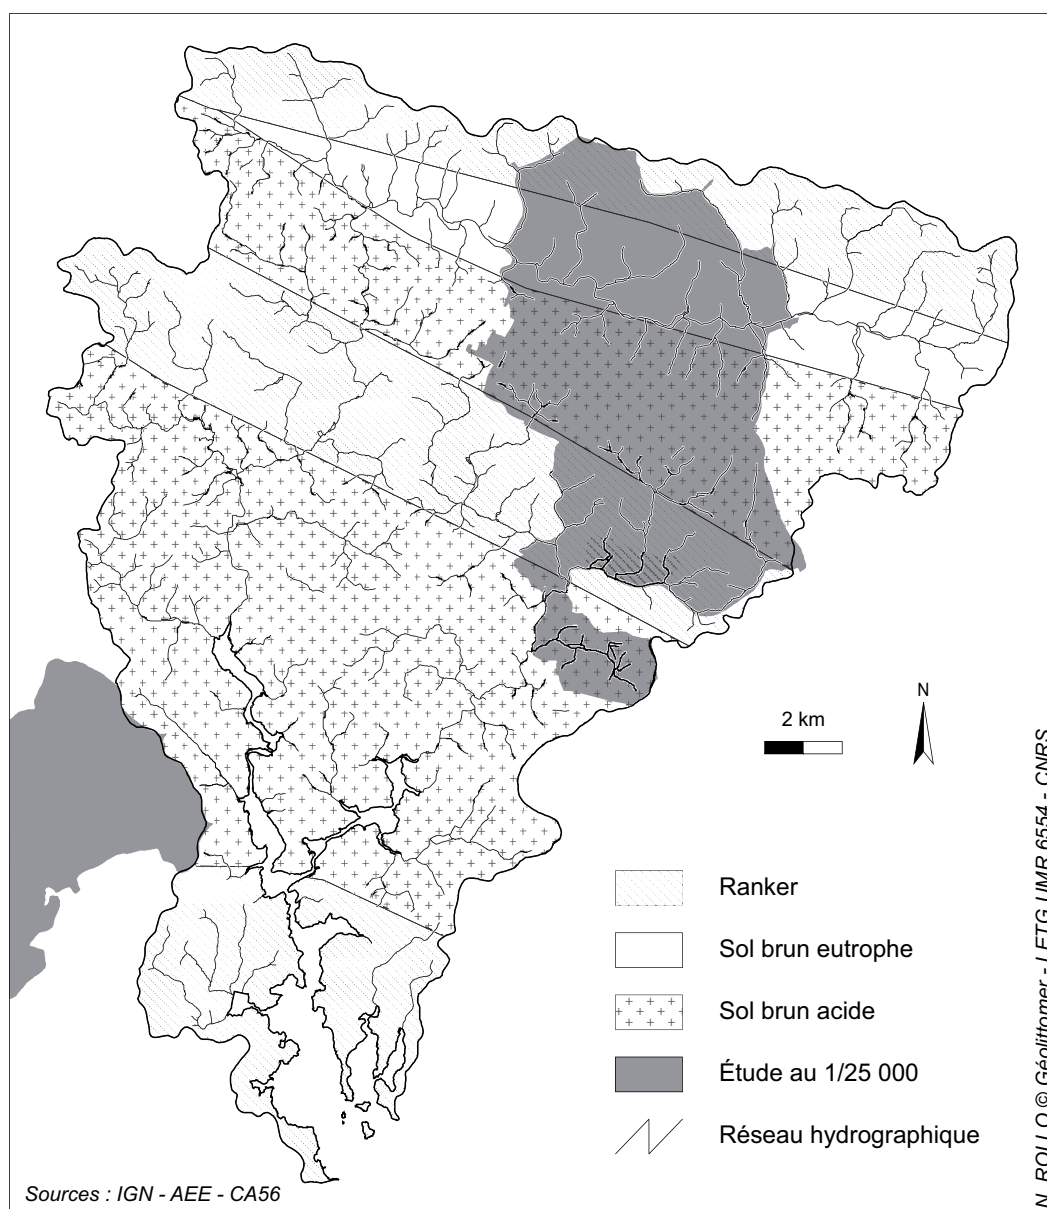 N
2 km
Ranker
Sol brun eutrophe
Sol brun acide
Étude au 1/25 000
Réseau hydrographique
Sources : IGN - AEE - CA56
N. ROLLO © Géolittomer - LETG UMR 6554 - CNRS